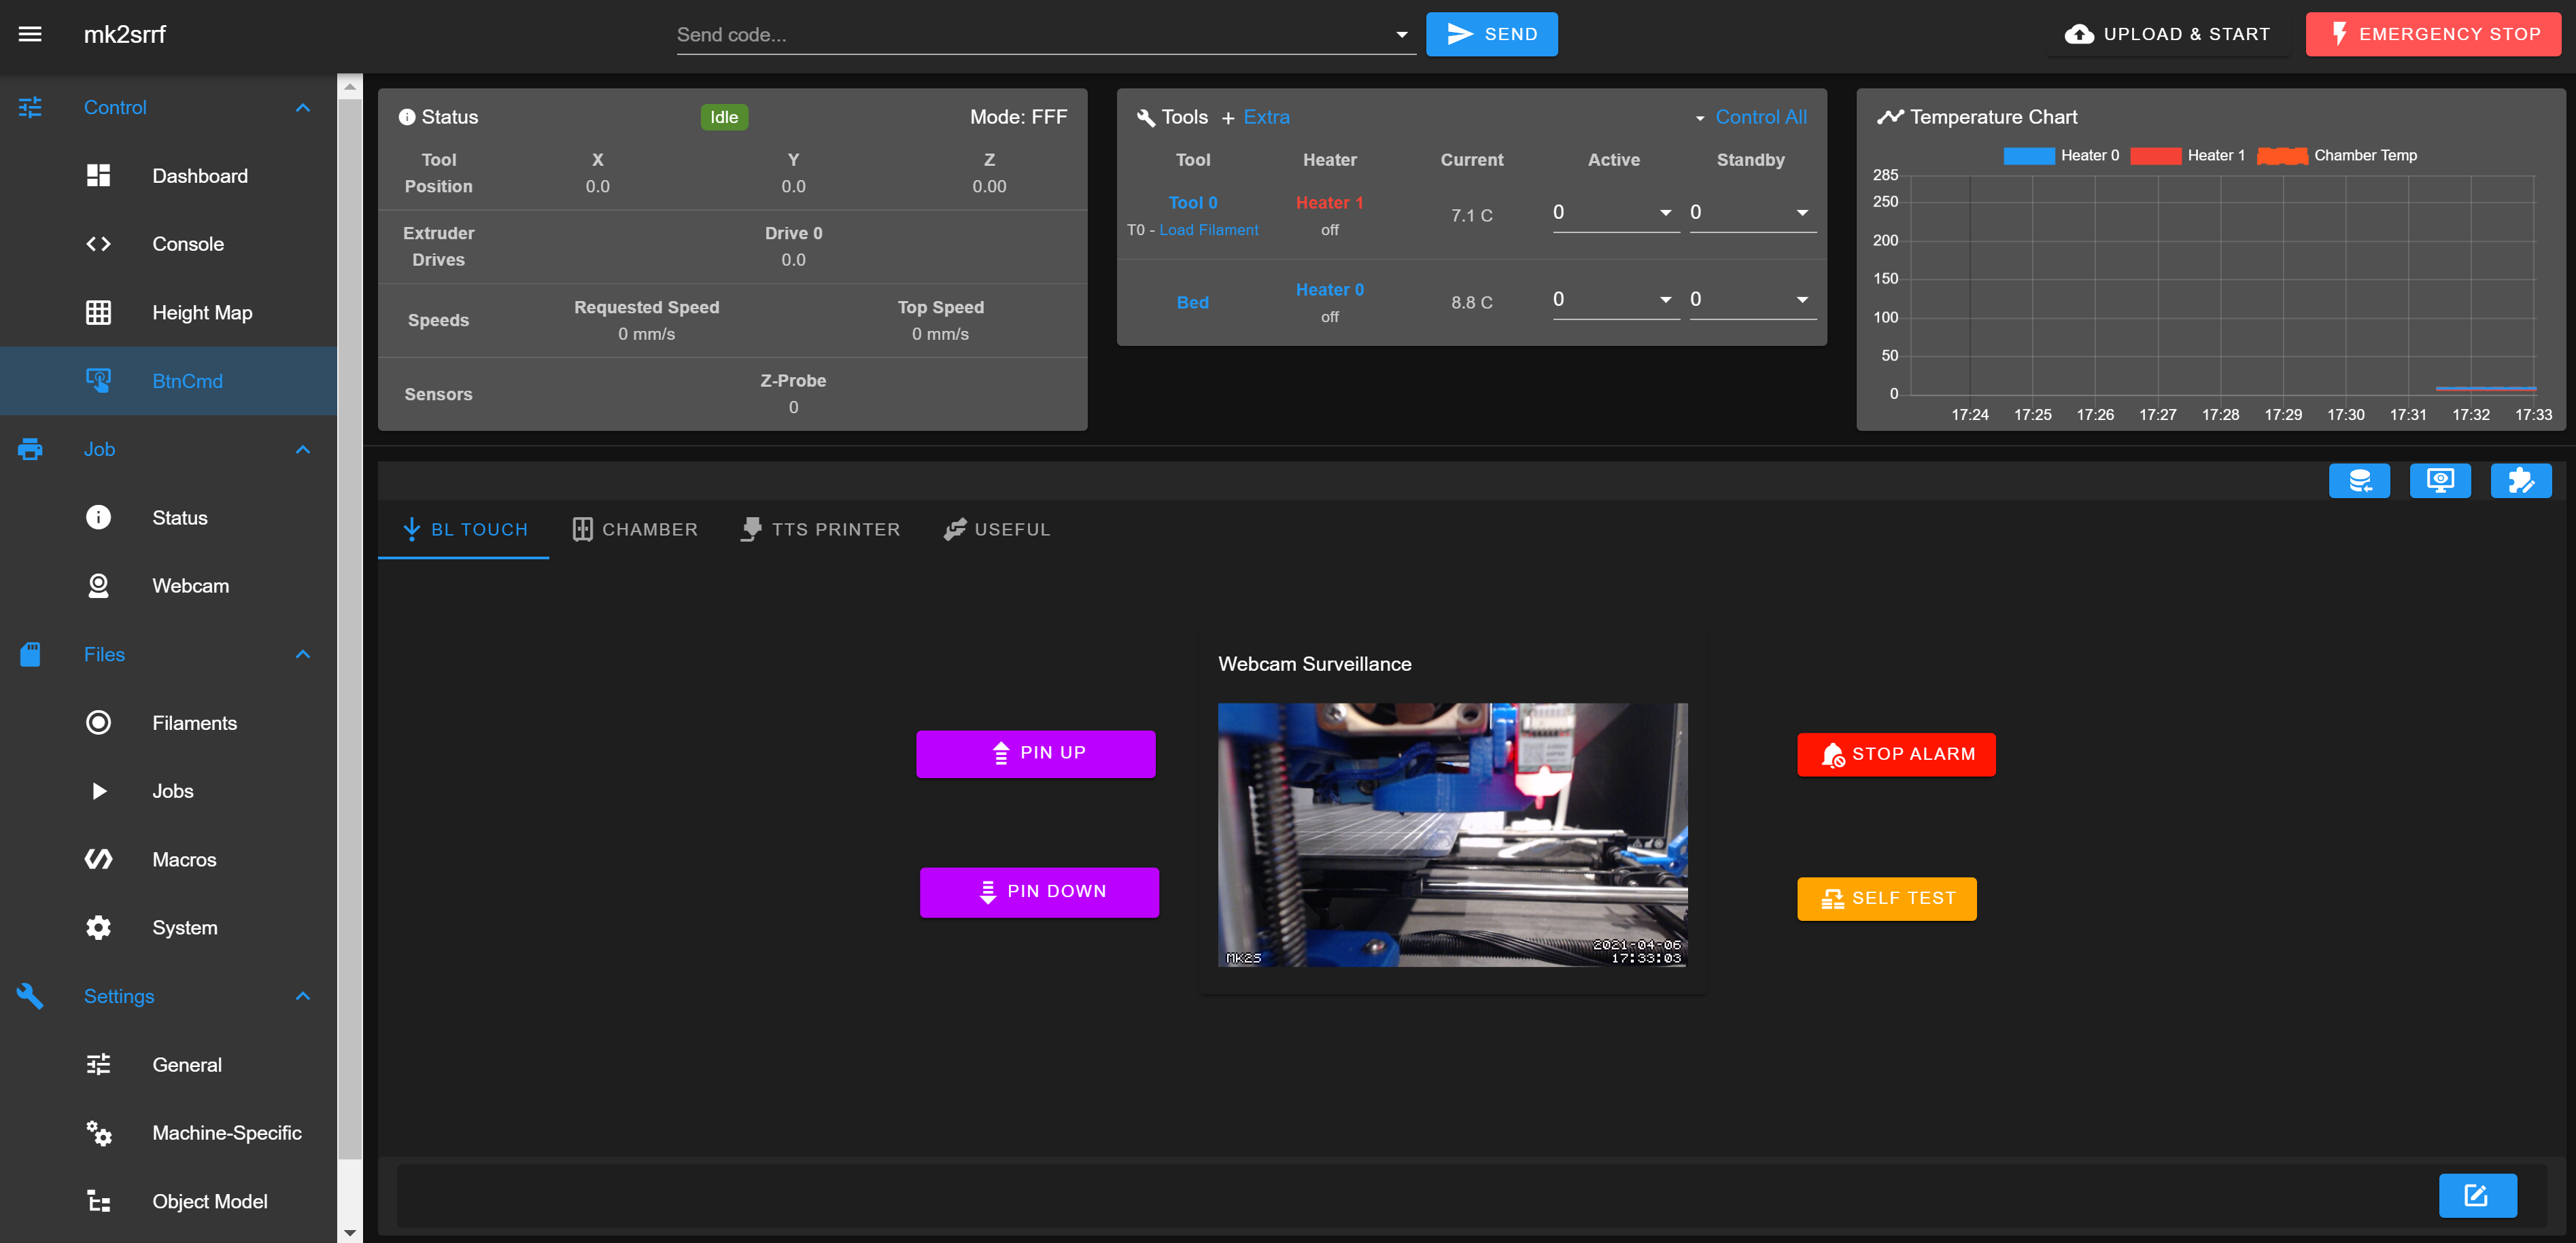 mk2srrf
Send code...
SEND
UPLOAD & START
EMERGENCY STOP
Control
Dashboard
Console
Height Map
BtnCmd
Job
Status
Webcam
Files
Filaments
Jobs
Macros
System
Settings
General
Machine-Specific
Object Model
Status Idle Mode: FFF
Tool Position X Y Z
0.0 0.0 0.00
Extruder Drives Drive 0
0.0
Speeds Requested Speed Top Speed
0 mm/s 0 mm/s
Sensors Z-Probe
0
Tools + Extra Control All
Tool Heater Current Active Standby
Tool 0 Heater 1 7.1 C 0 0
T0 - Load Filament off
Bed Heater 0 8.8 C 0 0
off
Temperature Chart
Heater 0 Heater 1 Chamber Temp
285
250
200
150
100
50
0
17:24 17:25 17:26 17:27 17:28 17:29 17:30 17:31 17:32 17:33
BL TOUCH CHAMBER TTS PRINTER USEFUL
Webcam Surveillance
PIN UP
STOP ALARM
PIN DOWN
SELF TEST
2021-04-06
MK2S 17:33:03